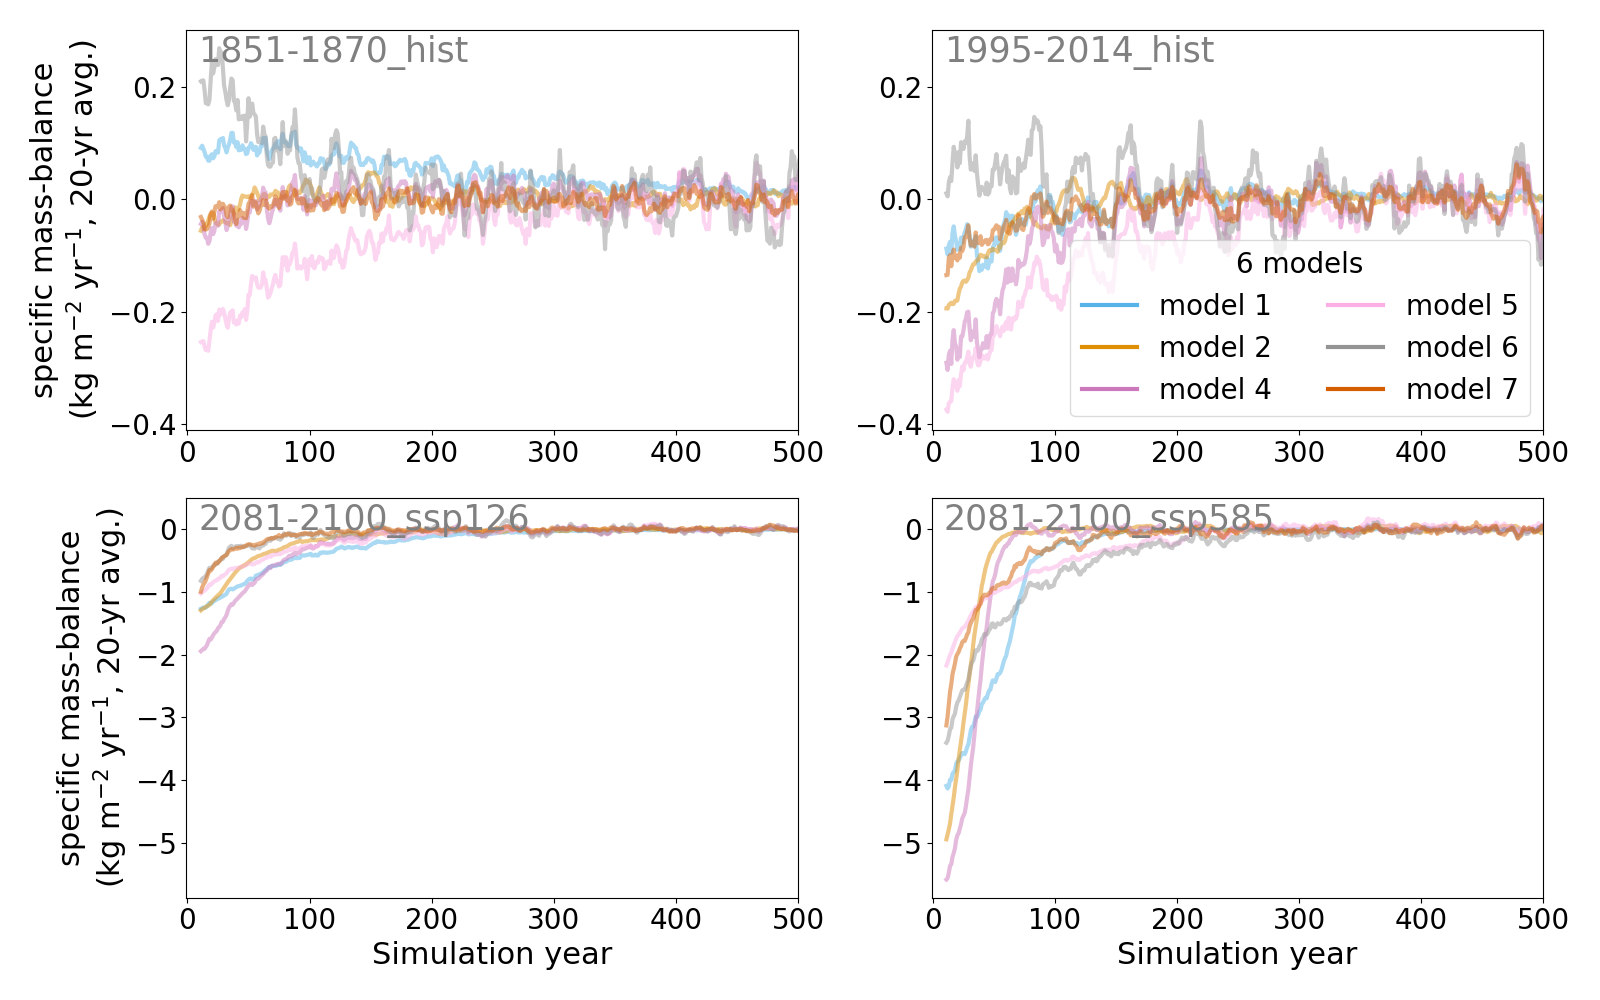 1851-1870_hist
specific mass-balance
(kg m−2 yr−1, 20-yr avg.)
0.2
0.0
−0.2
−0.4
0 100 200 300 400 500
1995-2014_hist
0.2
0.0
−0.2
−0.4
6 models
model 1 model 5
model 2 model 6
model 4 model 7
0 100 200 300 400 500
2081-2100_ssp126
specific mass-balance
(kg m−2 yr−1, 20-yr avg.)
0
−1
−2
−3
−4
−5
0 100 200 300 400 500
Simulation year
2081-2100_ssp585
0
−1
−2
−3
−4
−5
0 100 200 300 400 500
Simulation year